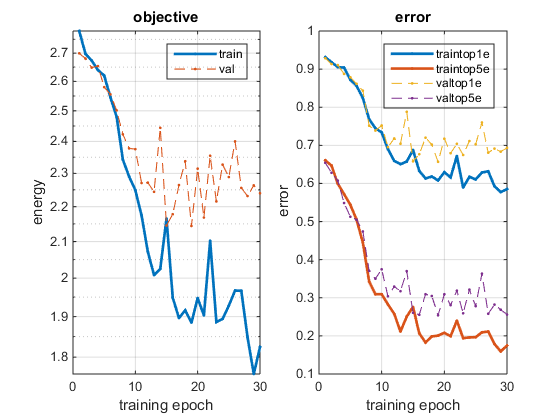 objective
error
2.7
2.6
2.5
2.4
2.3
2.2
2.1
2
1.9
1.8
energy
0
10
20
30
training epoch
train
val
1
0.9
0.8
0.7
0.6
0.5
0.4
0.3
0.2
0.1
error
0
10
20
30
training epoch
traintop1e
traintop5e
valtop1e
valtop5e